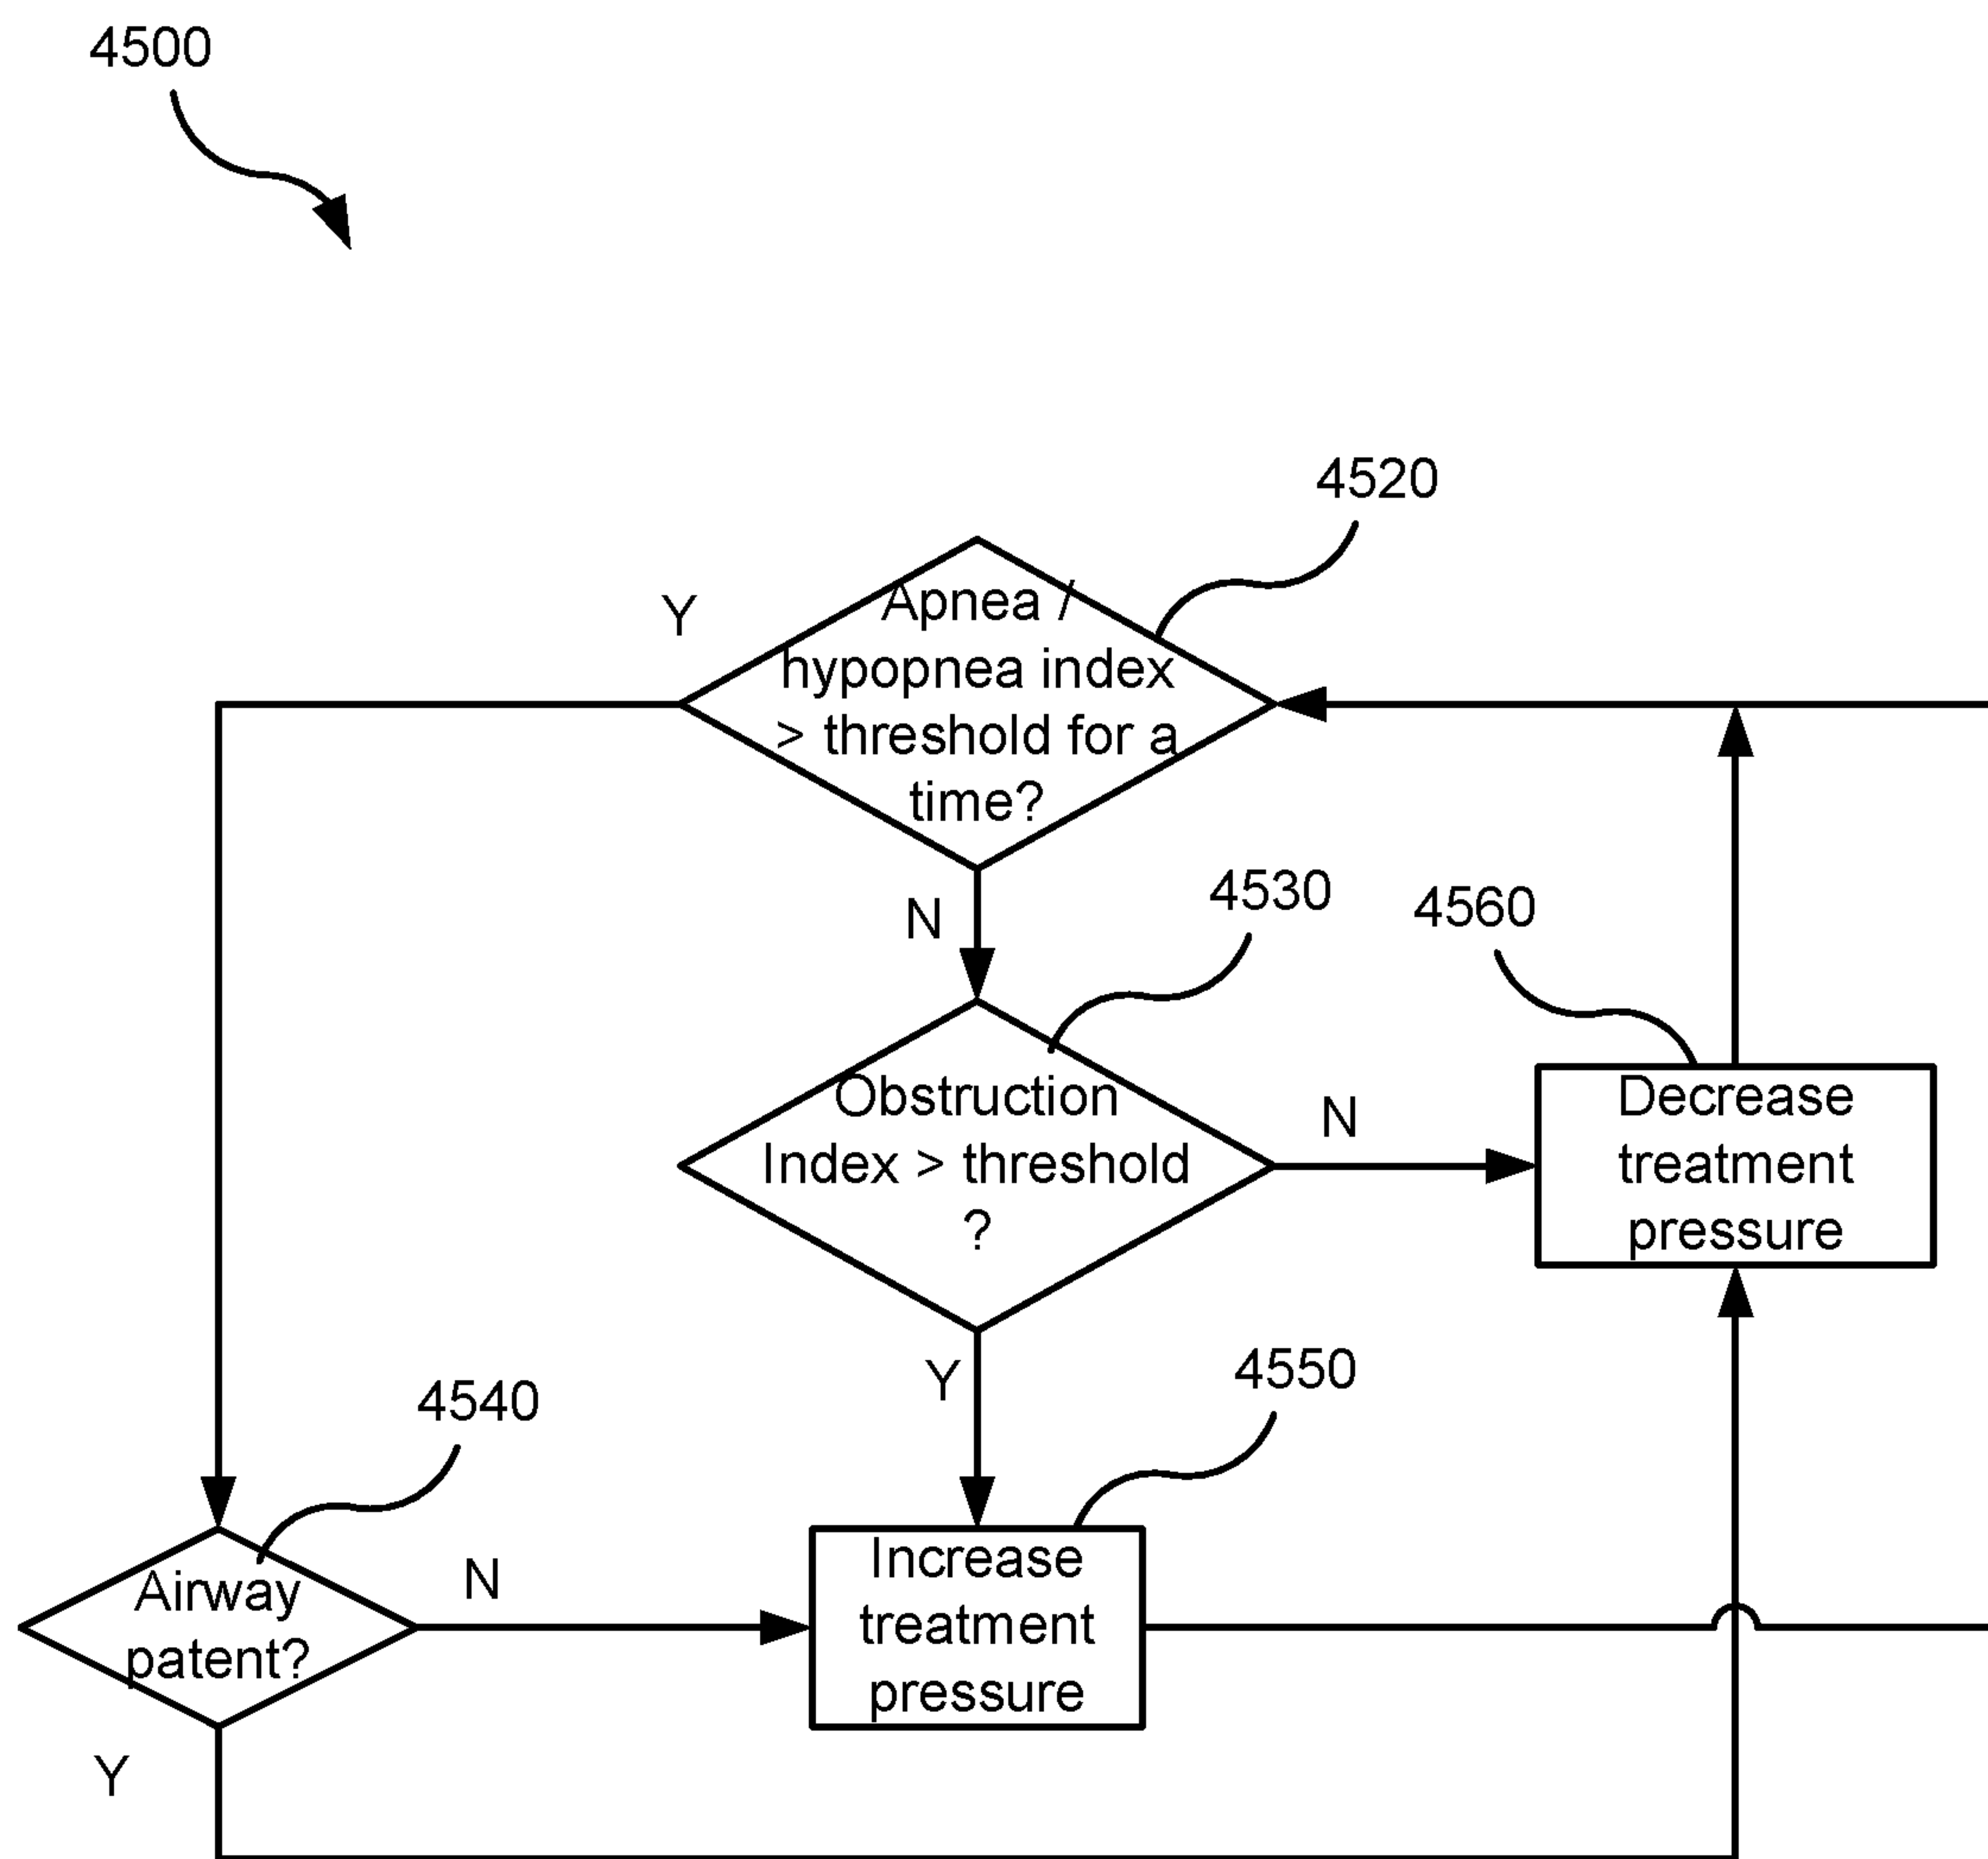 4500
4520
Y
Apnea /
hypopnea index
> threshold for a
time?
N
4530
4560
Obstruction
Index > threshold
?
N
Decrease
treatment
pressure
Y
4550
4540
Airway
patent?
N
Increase
treatment
pressure
Y